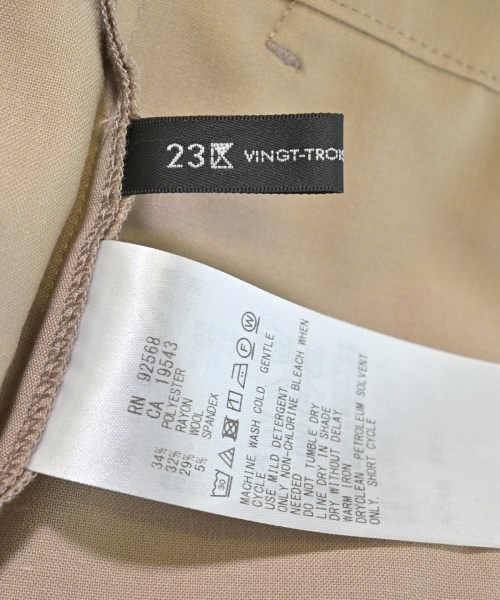 23区 VINGT-TROIS
RN 92568
CA 19543
34% POLYESTER
32% RAYON
29% WOOL
5% SPANDEX
30
F W
MACHINE WASH COLD. GENTLE
CYCLE
USE MILD DETERGENT.
ONLY NON-CHLORINE BLEACH WHEN
NEEDED
DO NOT TUMBLE DRY
LINE DRY IN SHADE
DRY WITHOUT DELAY.
WARM IRON
DRYCLEAN, PETROLEUM SOLVENT
ONLY. SHORT CYCLE